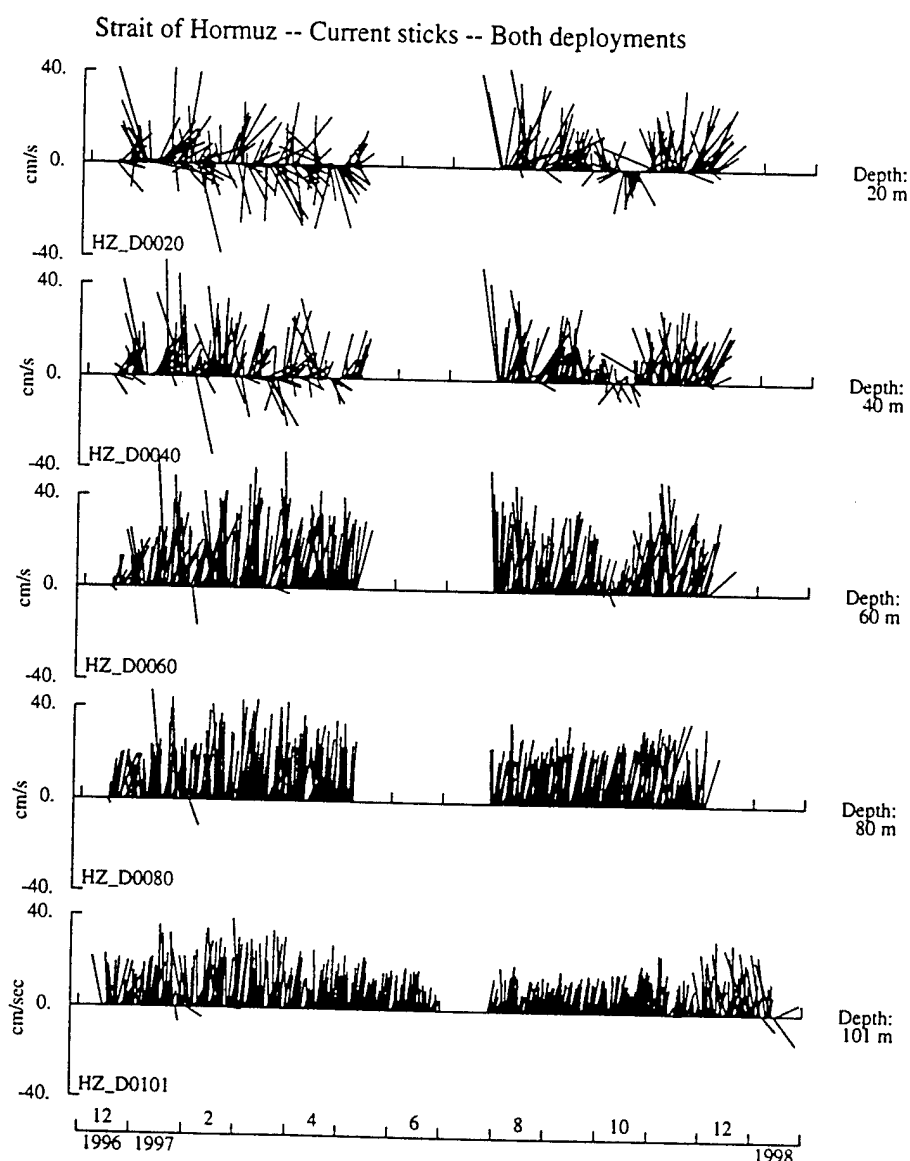 Strait of Hormuz -- Current sticks -- Both deployments
40.
cm/s
0.
-40.
HZ_D0020
Depth:
20 m
40.
cm/s
0.
-40.
HZ_D0040
Depth:
40 m
40.
cm/s
0.
-40.
HZ_D0060
Depth:
60 m
40.
cm/s
0.
-40.
HZ_D0080
Depth:
80 m
40.
cm/sec
0.
-40.
HZ_D0101
Depth:
101 m
12 2 4 6 8 10 12
1996 1997 1998